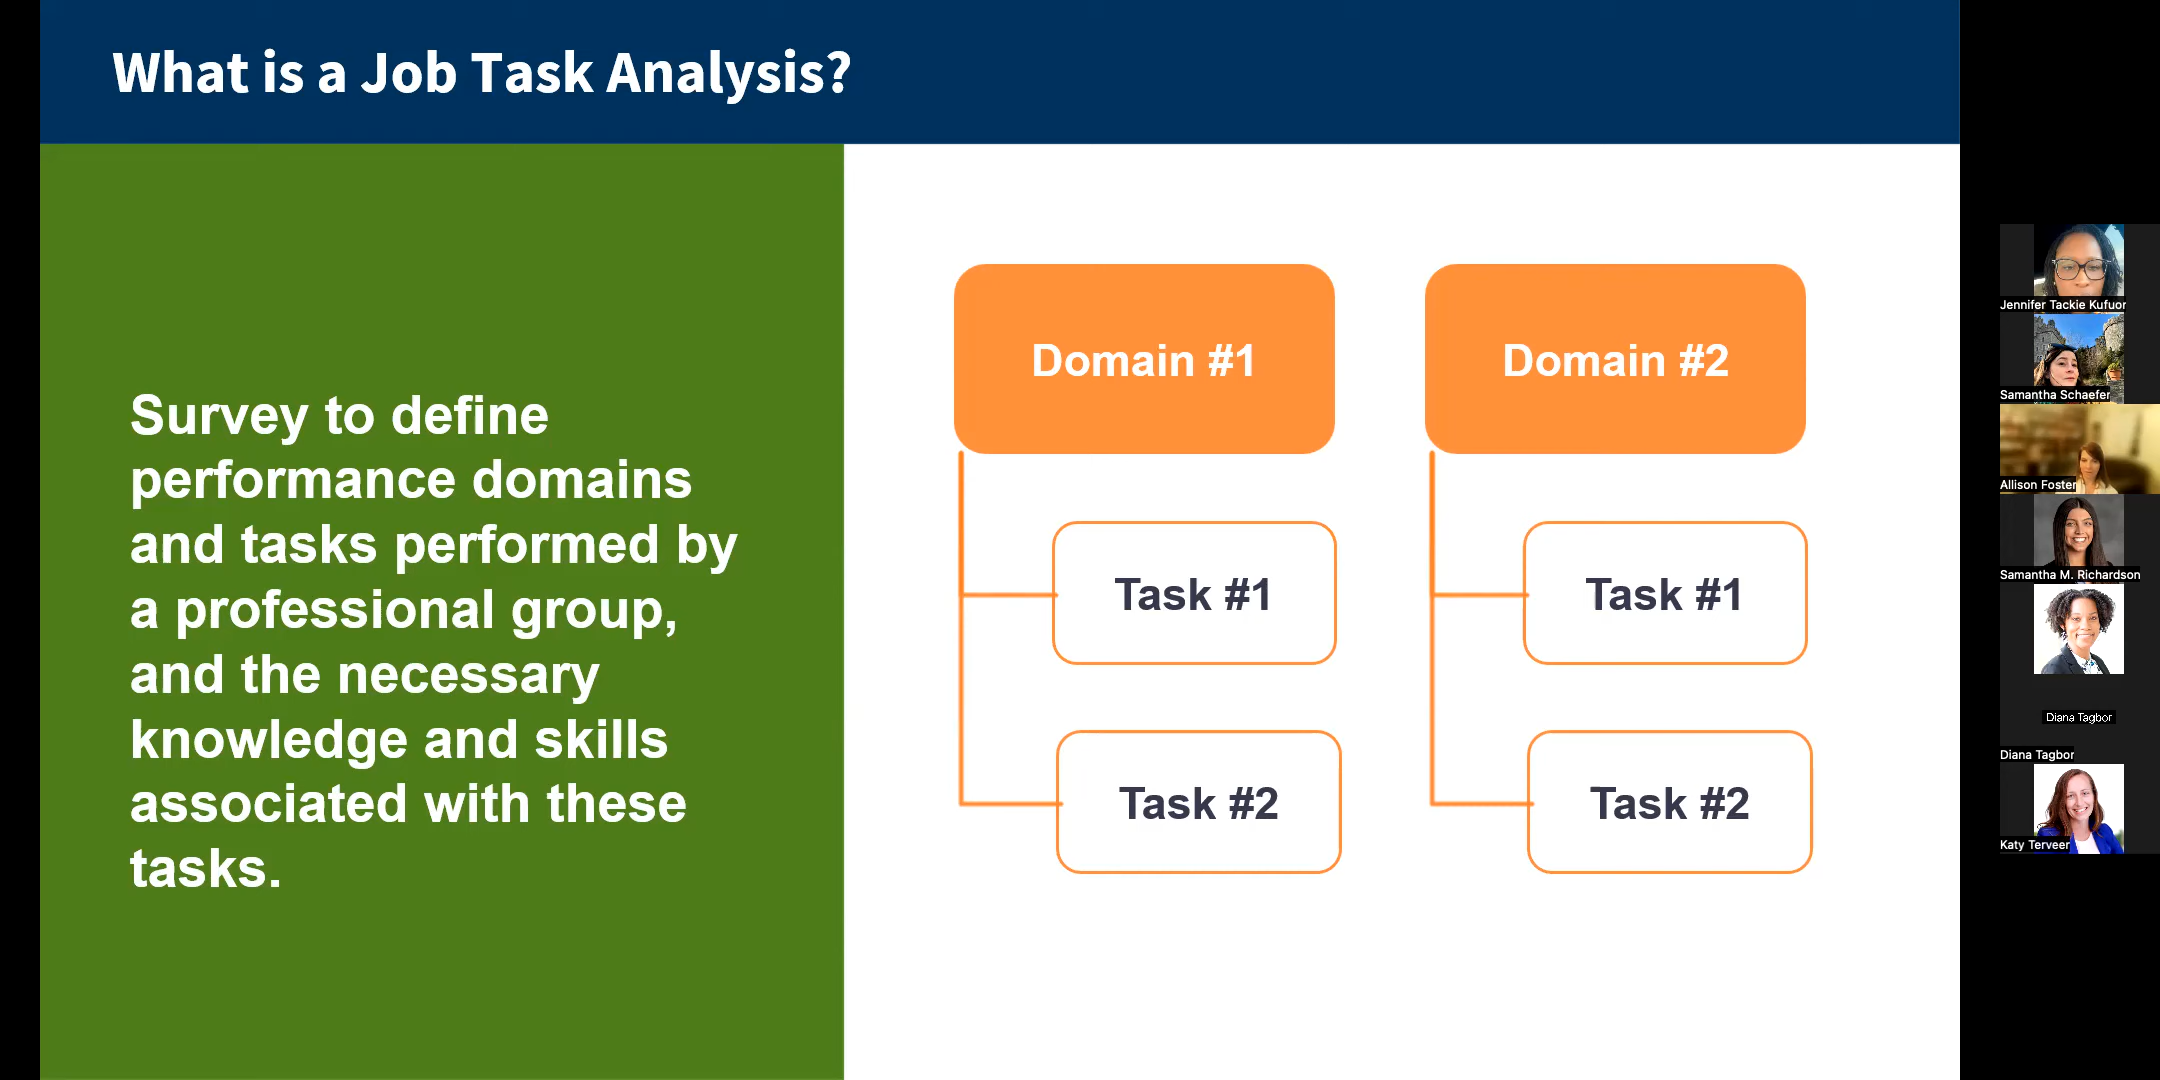 What is a Job Task Analysis?
Survey to define
performance domains
and tasks performed by
a professional group,
and the necessary
knowledge and skills
associated with these
tasks.
Domain #1
Task #1
Task #2
Domain #2
Task #1
Task #2
Jennifer Tackie Kufuor
Samantha Schaefer
Allison Foster
Samantha M. Richardson
Diana Tagbor
Diana Tagbor
Katy Terveer